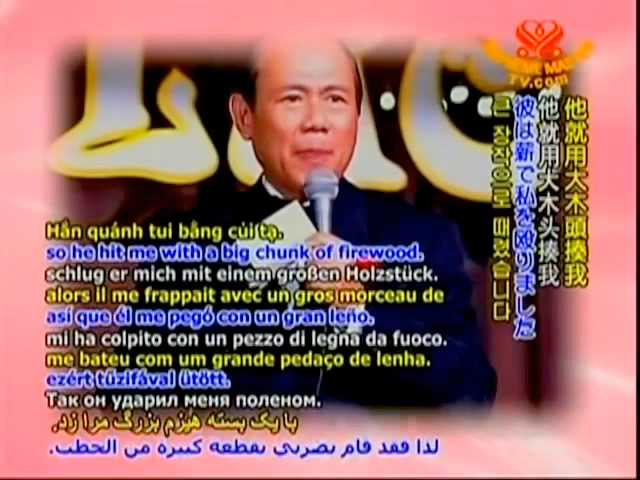 SUPREME MASTER
TV.com
Hắn quánh tui bằng củi tạ.
so he hit me with a big chunk of firewood.
schlug er mich mit einem großen Holzstück.
alors il me frappait avec un gros morceau de
así que él me pegó con un gran leño.
mi ha colpito con un pezzo di legna da fuoco.
me bateu com um grande pedaço de lenha.
ezért tűzifával ütött.
Так он ударил меня поленом.
با یک بسته هیزم بزرگ مرا زد.
لذا فقد قام بضربي بقطعة كبيرة من الحطب.
他就用大木頭揍我
他就用大木头揍我
彼は薪で私を殴りました
큰 장작으로 때렸습니다